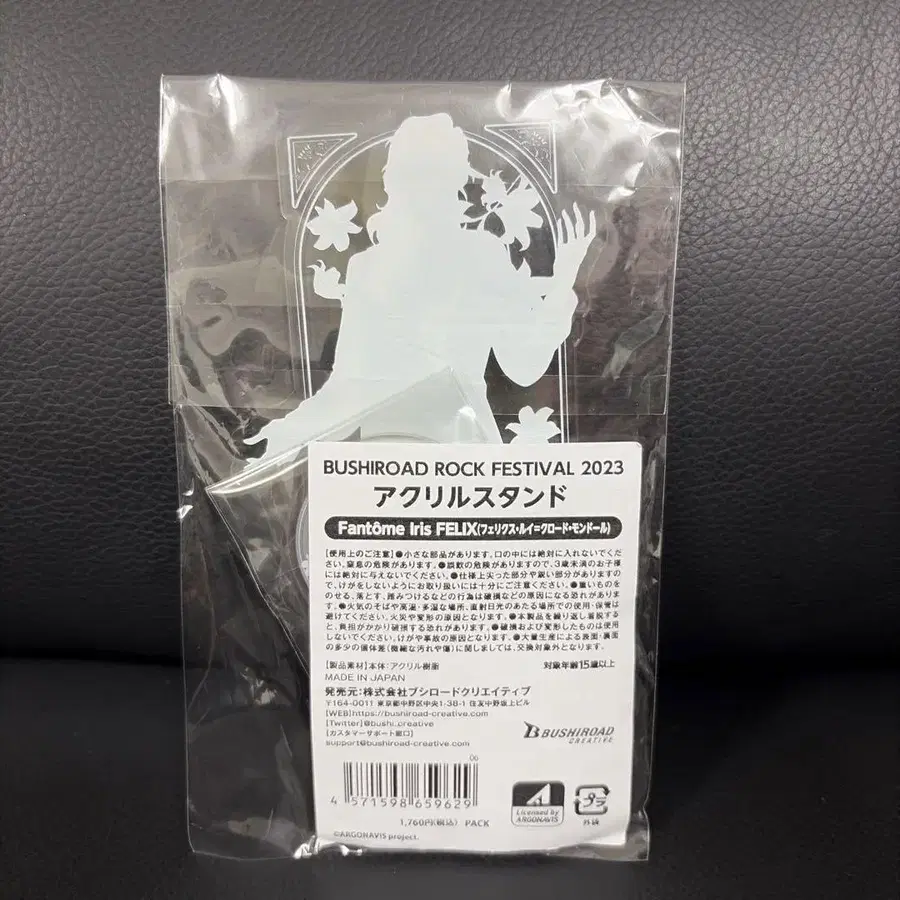 BUSHIROAD ROCK FESTIVAL 2023
アクリルスタンド
Fantôme Iris FELIX(フェリクス・ルイ=クロード・モンドール)
【使用上のご注意】●小さな部品があります。口の中には絶対に入れないでくだ
さい。窒息の危険があります。●誤飲の危険がありますので、3歳未満のお子様
には絶対に与えないでください。●仕様上尖った部分や鋭い部分がありますの
で、けがをしないようにお取り扱いには十分にご注意ください。●重いものを
のせる、落とす、踏みつけるなどの行為は破損などの原因になる恐れがありま
す。●火気のそばや高温・多湿な場所、直射日光のあたる場所での使用・保管は
避けてください。火災や変形の原因となります。●本製品を繰り返し着脱する
と、負担がかかり破損する恐れがあります。●破損および変形したものは使用
しないでください。けがや事故の原因となります。●大量生産による表面・裏面
の多少の個体差(微細な汚れや傷)に関しましては、交換対象外となります。
【製品素材】本体:アクリル樹脂 対象年齢15歳以上
MADE IN JAPAN
発売元:株式会社ブシロードクリエイティブ
〒164-0011 東京都中野区中央1-38-1 住友中野坂上ビル
【WEB】https://bushiroad-creative.com
【Twitter】@bushi_creative
【カスタマーサポート窓口】
support@bushiroad-creative.com
BUSHIROAD
CREATIVE
06
4 571598 659629
1,760円(税込) PACK
Licensed by
ARGONAVIS
プラ
外袋
©ARGONAVIS project.